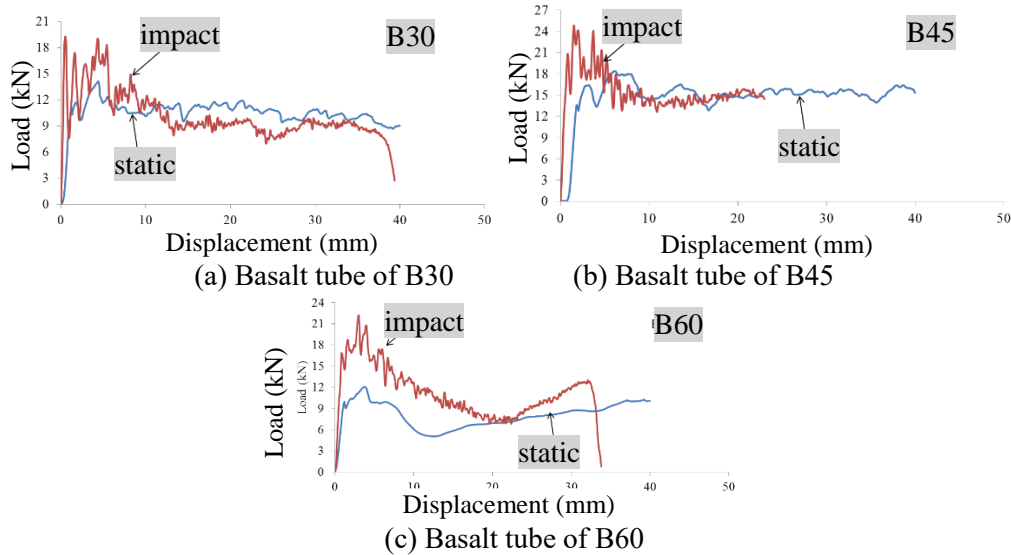 21
18
15
12
9
6
3
0
Load (kN)
impact
B30
static
0 10 20 30 40 50
Displacement (mm)
(a) Basalt tube of B30
27
24
21
18
15
12
9
6
3
0
Load (kN)
impact
B45
static
0 10 20 30 40 50
Displacement (mm)
(b) Basalt tube of B45
24
21
18
15
12
9
6
3
0
Load (kN)
Load (kN)
impact
B60
static
0 10 20 30 40 50
Displacement (mm)
(c) Basalt tube of B60